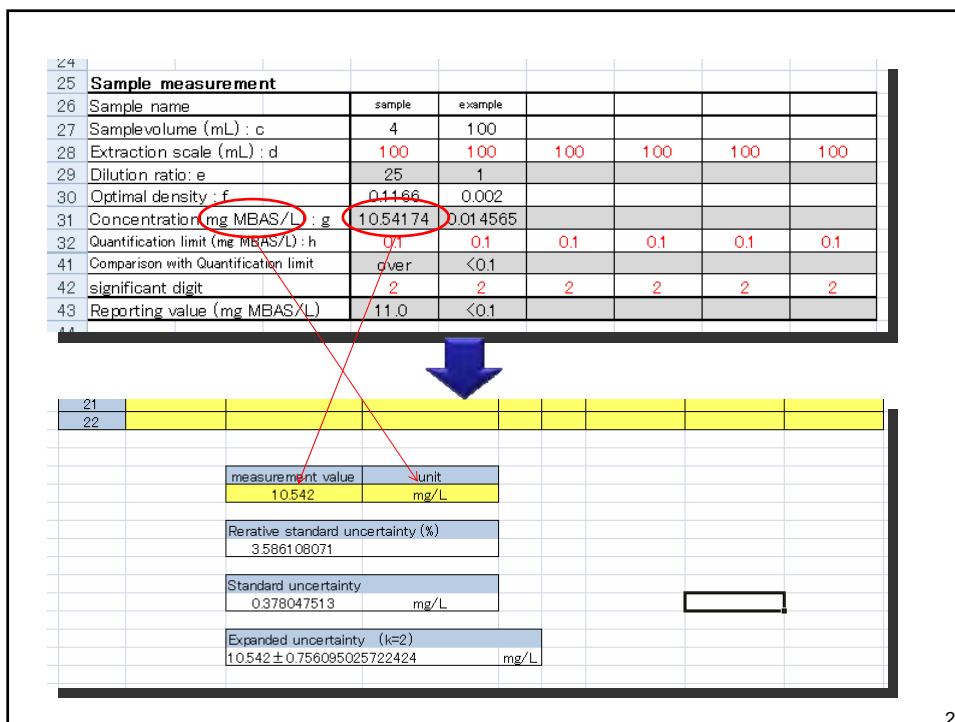 24
25 Sample measurement
26 Sample name sample example
27 Samplevolume (mL) : c 4 100
28 Extraction scale (mL) : d 100 100 100 100 100 100
29 Dilution ratio: e 25 1
30 Optimal density : f 0.1166 0.002
31 Concentration mg MBAS/L) : g 10.54174 0.014565
32 Quantification limit (mg MBAS/L) : h 0.1 0.1 0.1 0.1 0.1 0.1
41 Comparison with Quantification limit over <0.1
42 significant digit 2 2 2 2 2 2
43 Reporting value (mg MBAS/L) 11.0 <0.1
44
21
22
measurement value unit
10.542 mg/L
Rerative standard uncertainty (%)
3.586108071
Standard uncertainty
0.378047513 mg/L
Expanded uncertainty (k=2)
10.542±0.756095025722424 mg/L
2